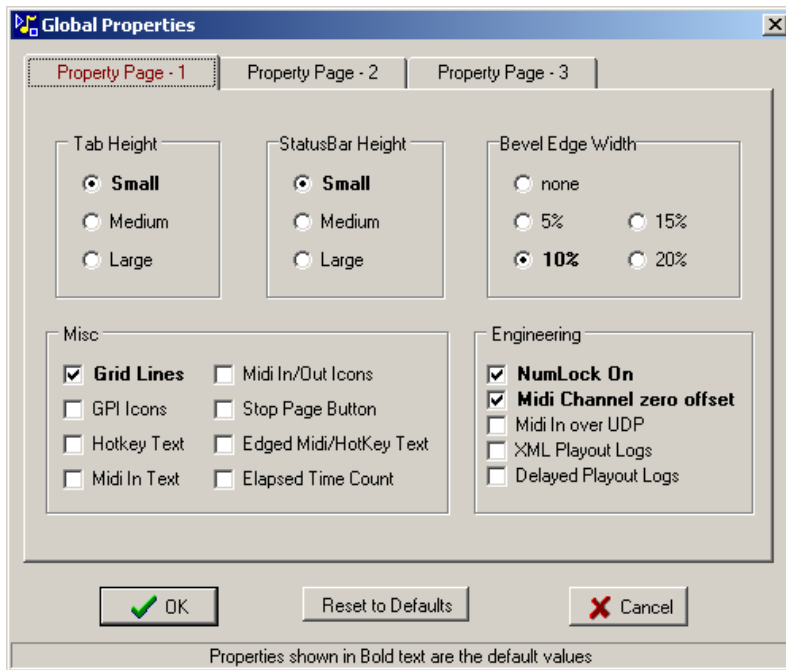 Global Properties
Property Page - 1 Property Page - 2 Property Page - 3
Tab Height
Small
Medium
Large
StatusBar Height
Small
Medium
Large
Bevel Edge Width
none
5% 15%
10% 20%
Misc
Grid Lines Midi In/Out Icons
GPI Icons Stop Page Button
Hotkey Text Edged Midi/HotKey Text
Midi In Text Elapsed Time Count
Engineering
NumLock On
Midi Channel zero offset
Midi In over UDP
XML Playout Logs
Delayed Playout Logs
OK Reset to Defaults Cancel
Properties shown in Bold text are the default values